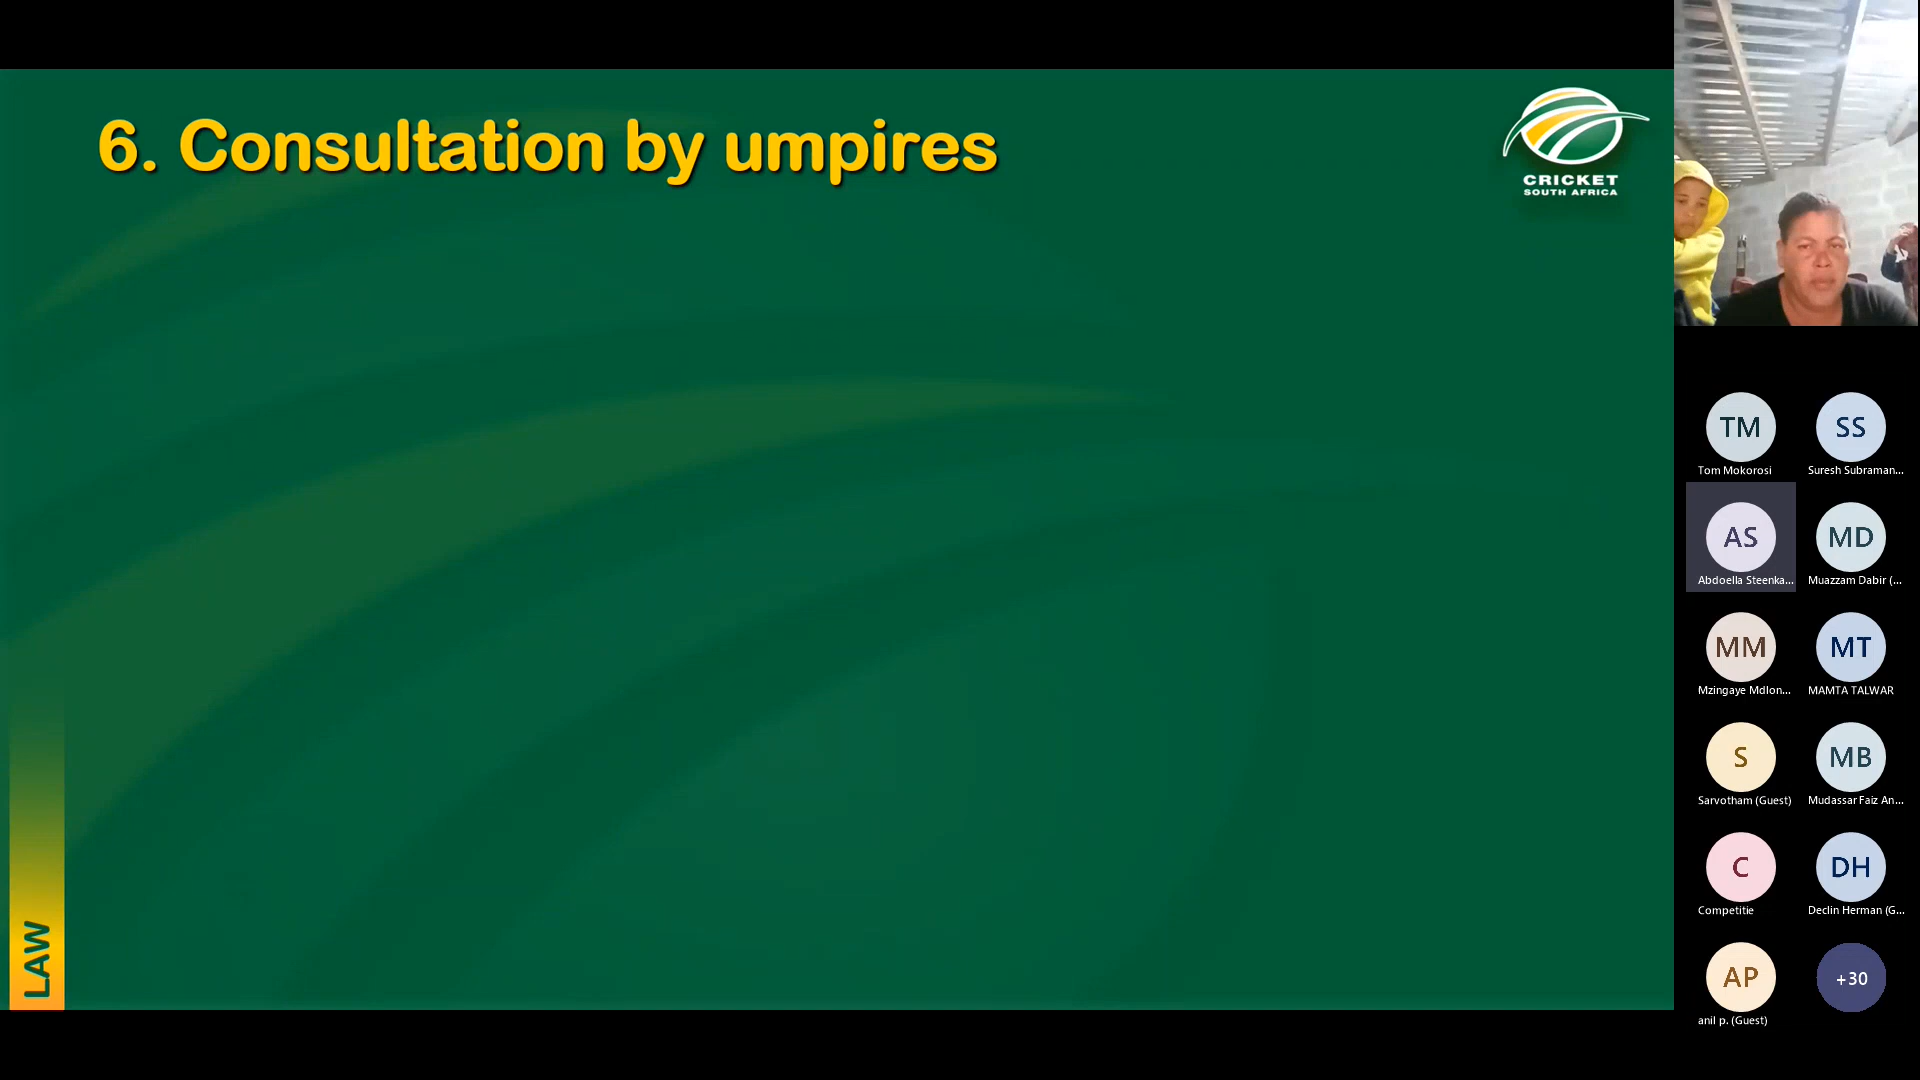 6. Consultation by umpires
CRICKET
SOUTH AFRICA
LAW
TM
Tom Mokorosi
SS
Suresh Subraman...
AS
Abdoella Steenka...
MD
Muazzam Dabir (...
MM
Mzingaye Mdlon...
MT
MAMTA TALWAR
S
Sarvotham (Guest)
MB
Mudassar Faiz An...
C
Competitie
DH
Declin Herman (G...
AP
anil p. (Guest)
+30